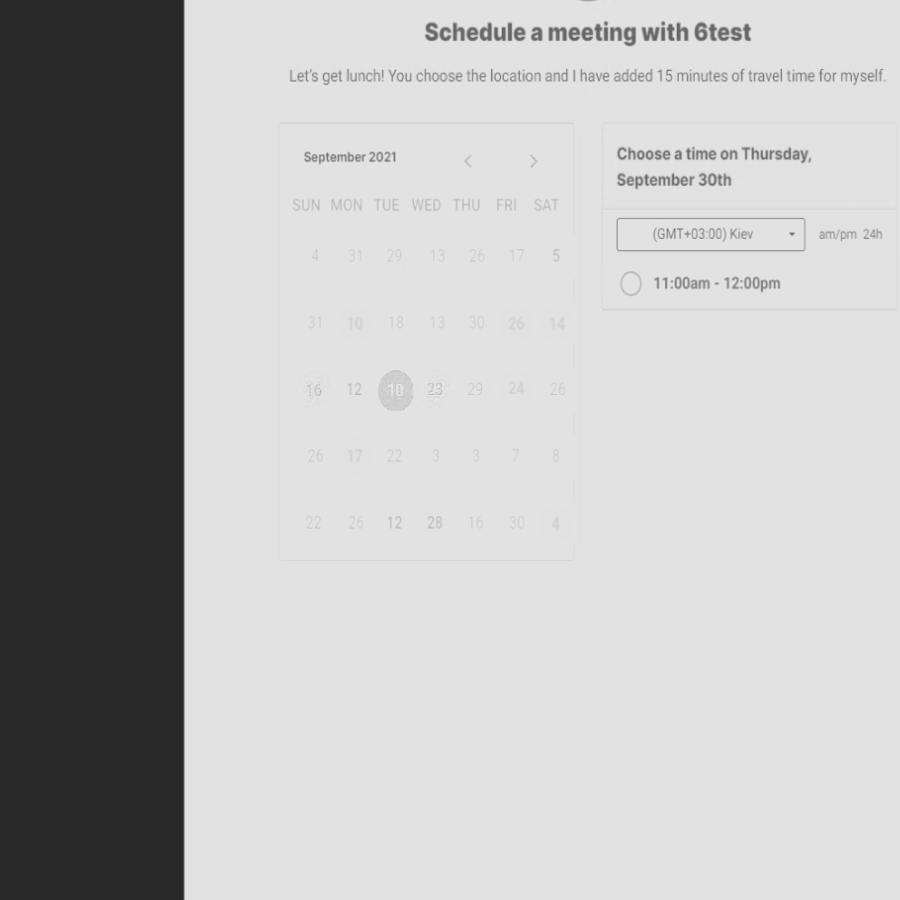 Schedule a meeting with 6test
Let's get lunch! You choose the location and I have added 15 minutes of travel time for myself.
September 2021
SUN MON TUE WED THU FRI SAT
4 31 29 13 26 17 5
31 10 18 13 30 26 14
16 12 10 23 29 24 26
26 17 22 3 3 7 8
22 26 12 28 16 30 4
Choose a time on Thursday,
September 30th
(GMT+03:00) Kiev am/pm 24h
11:00am - 12:00pm